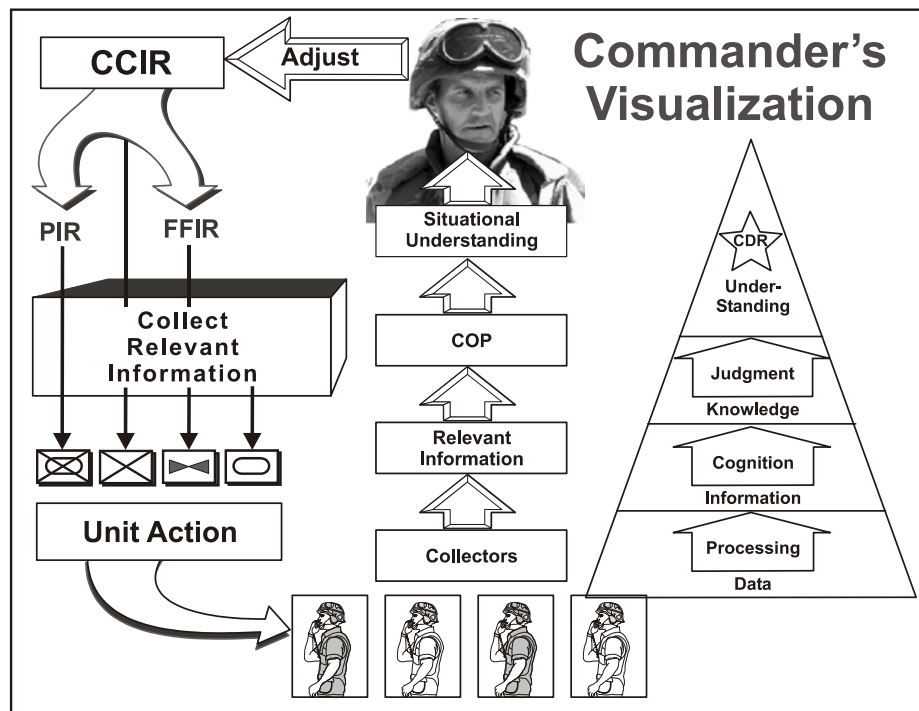 Commander's
Visualization
CCIR
Adjust
PIR
FFIR
Collect
Relevant
Information
Unit Action
Situational
Understanding
COP
Relevant
Information
Collectors
CDR
Under-
Standing
Judgment
Knowledge
Cognition
Information
Processing
Data